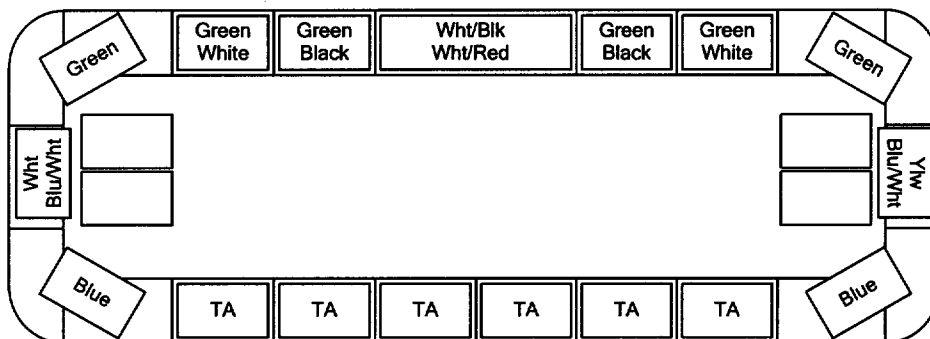 Green
Green
White
Green
Black
Wht/Blk
Wht/Red
Green
Black
Green
White
Green
Wht
Blu/Wht
Ylw
Blu/Wht
Blue
TA
TA
TA
TA
TA
TA
Blue